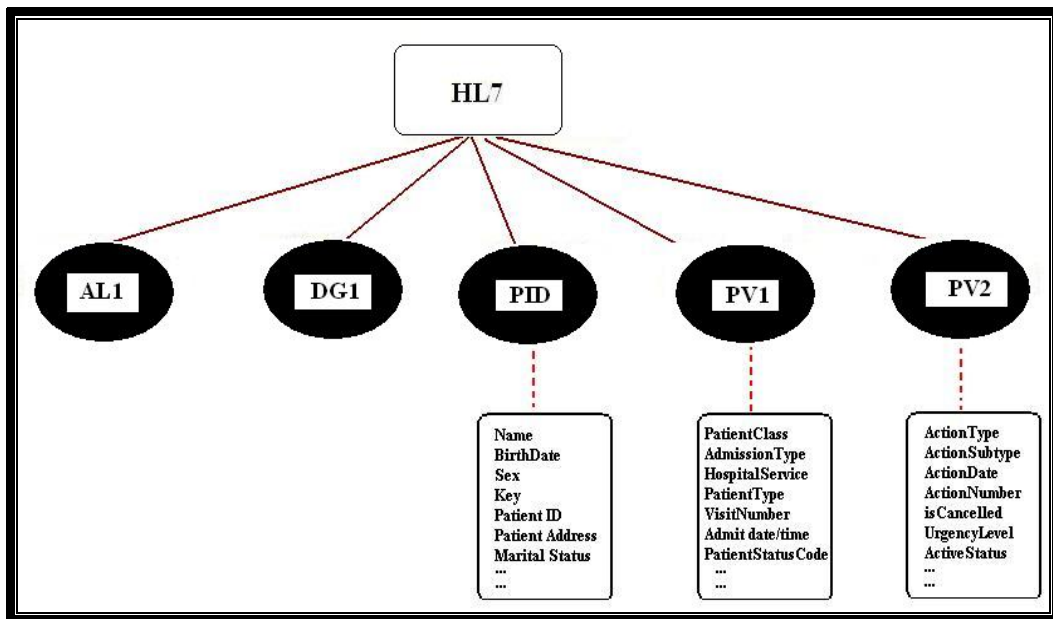 HL7
AL1
DG1
PID
PV1
PV2
Name
BirthDate
Sex
Key
Patient ID
Patient Address
Marital Status
...
...
PatientClass
AdmissionType
HospitalService
PatientType
VisitNumber
Admit date/time
PatientStatusCode
...
...
ActionType
ActionSubtype
ActionDate
ActionNumber
isCancelled
UrgencyLevel
ActiveStatus
...
...